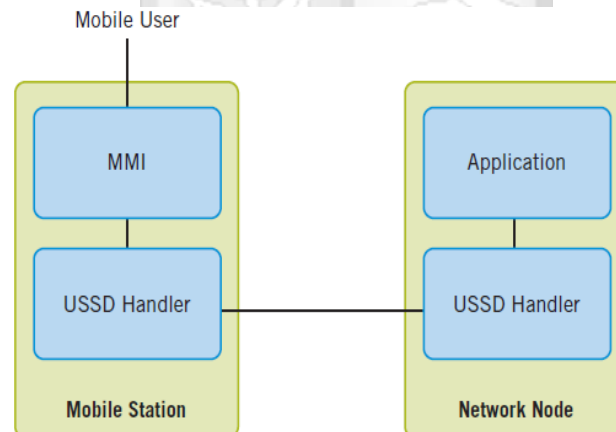 Mobile User
MMI
Application
USSD Handler
USSD Handler
Mobile Station
Network Node